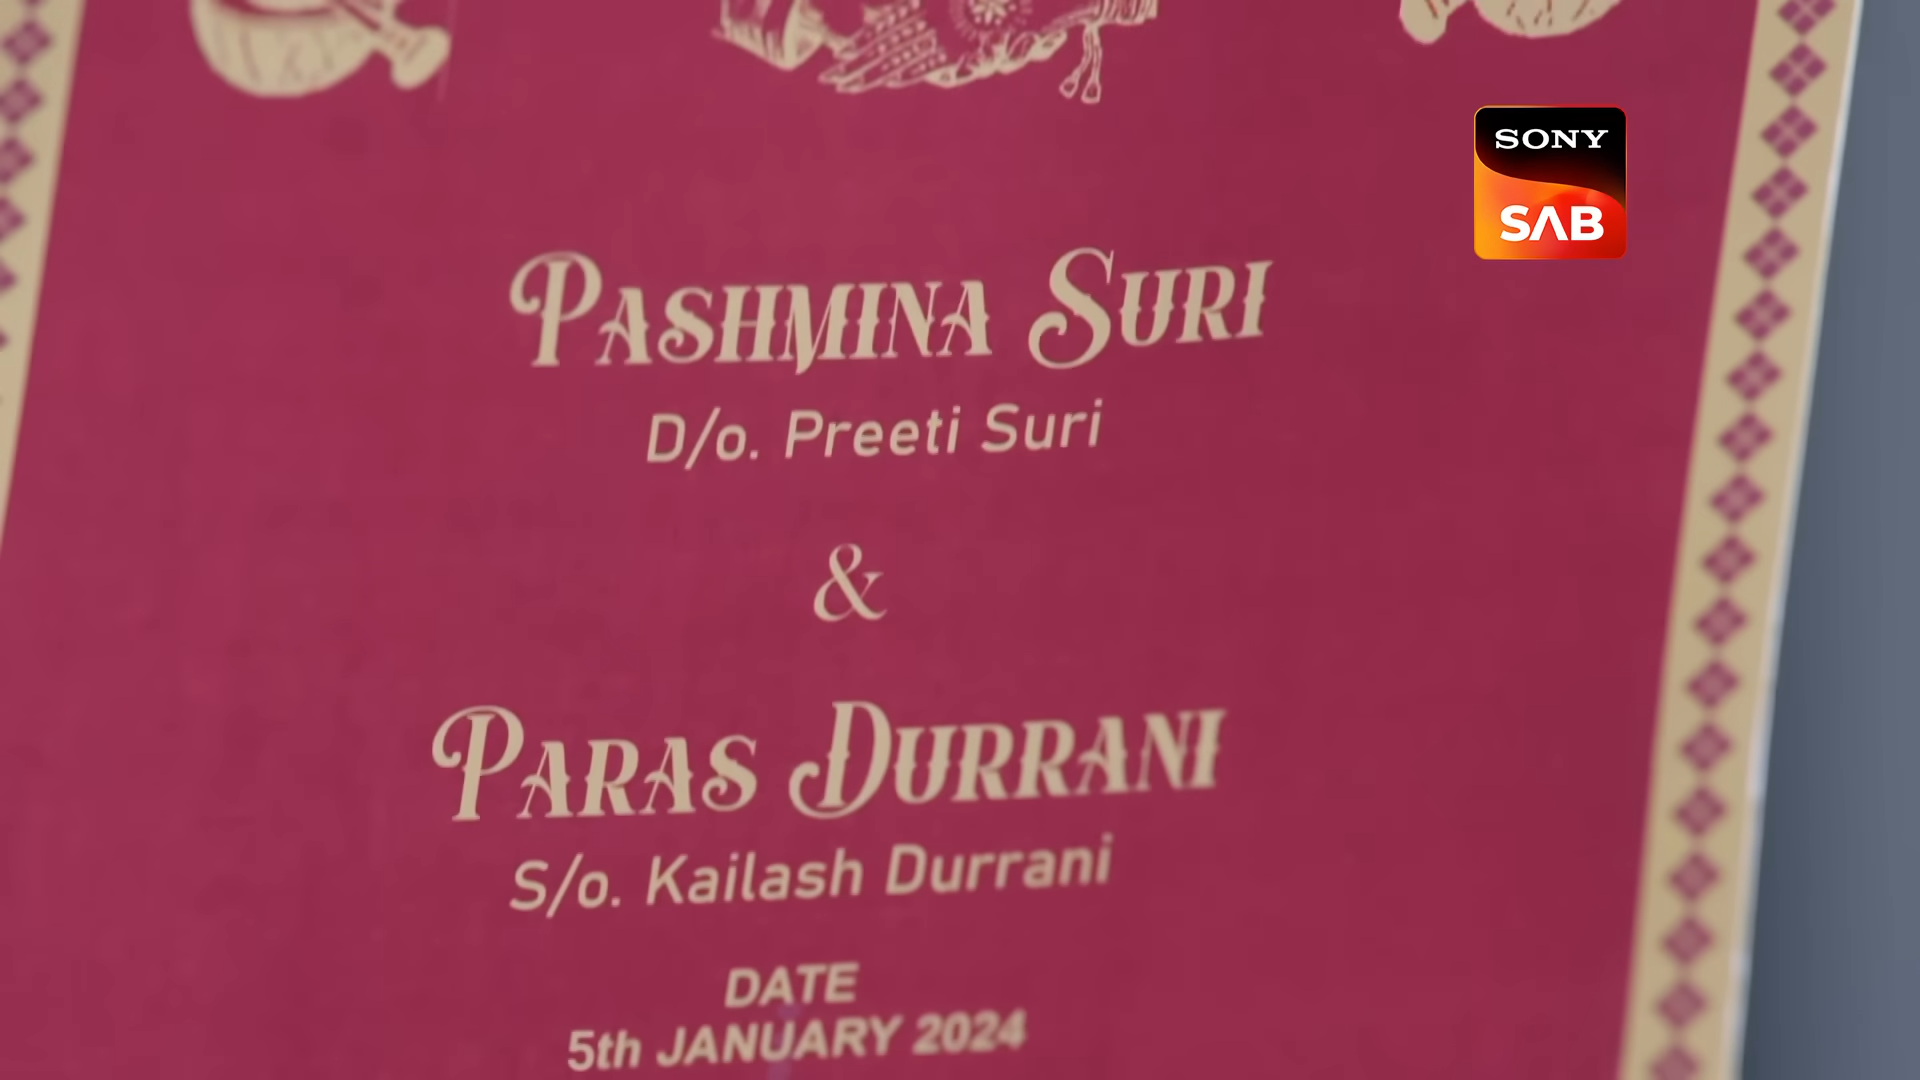 SONY
SAB
PASHMINA SURI
D/o. Preeti Suri
&
PARAS DURRANI
S/o. Kailash Durrani
DATE
5th JANUARY 2024